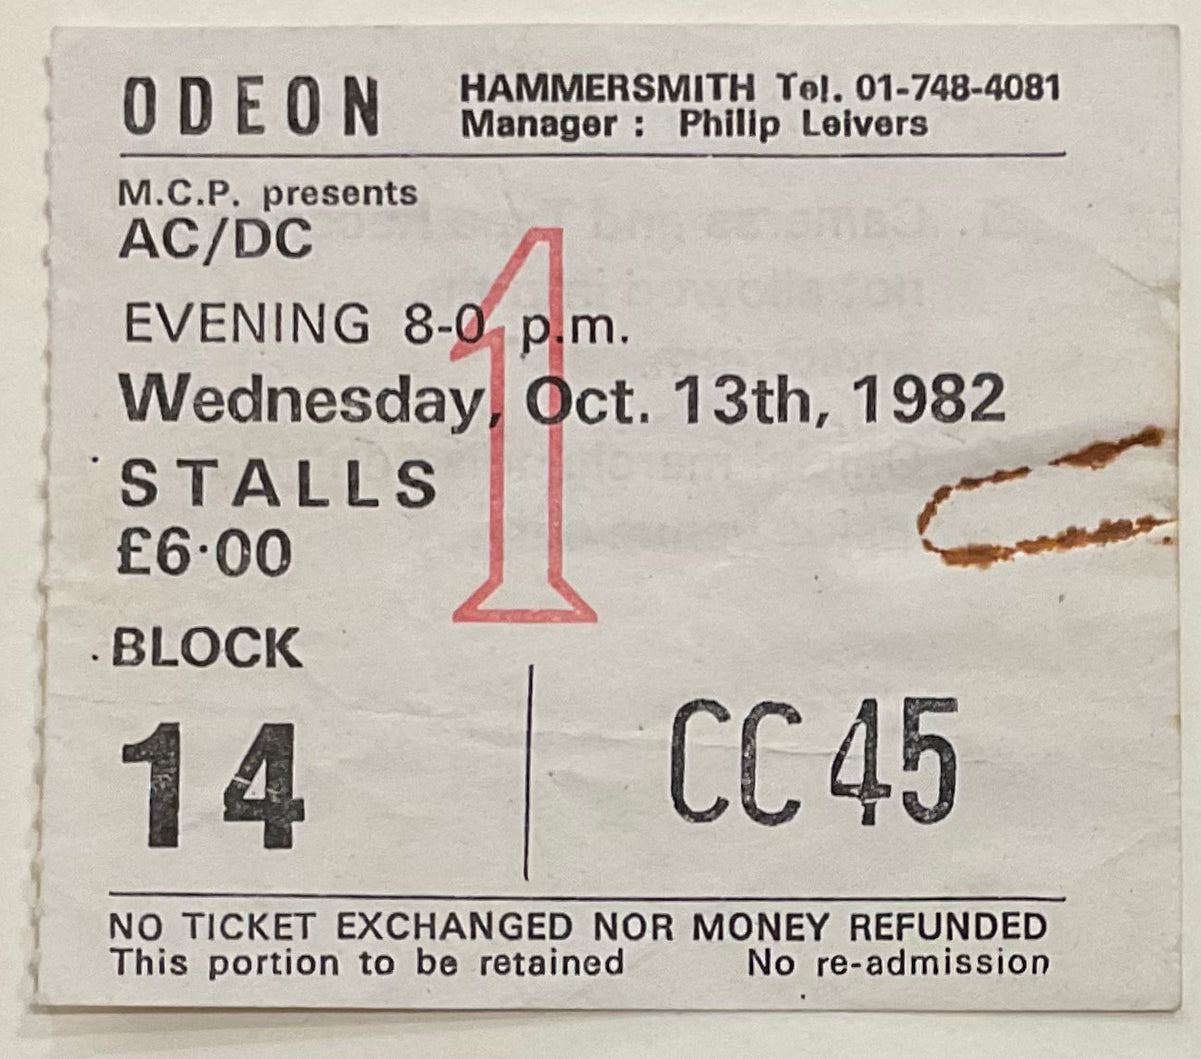 ODEON HAMMERSMITH Tel. 01-748-4081
Manager : Philip Leivers
M.C.P. presents
AC/DC
EVENING 8-0 p.m.
Wednesday, Oct. 13th, 1982
STALLS
£6·00
1
BLOCK
14 CC 45
NO TICKET EXCHANGED NOR MONEY REFUNDED
This portion to be retained No re-admission